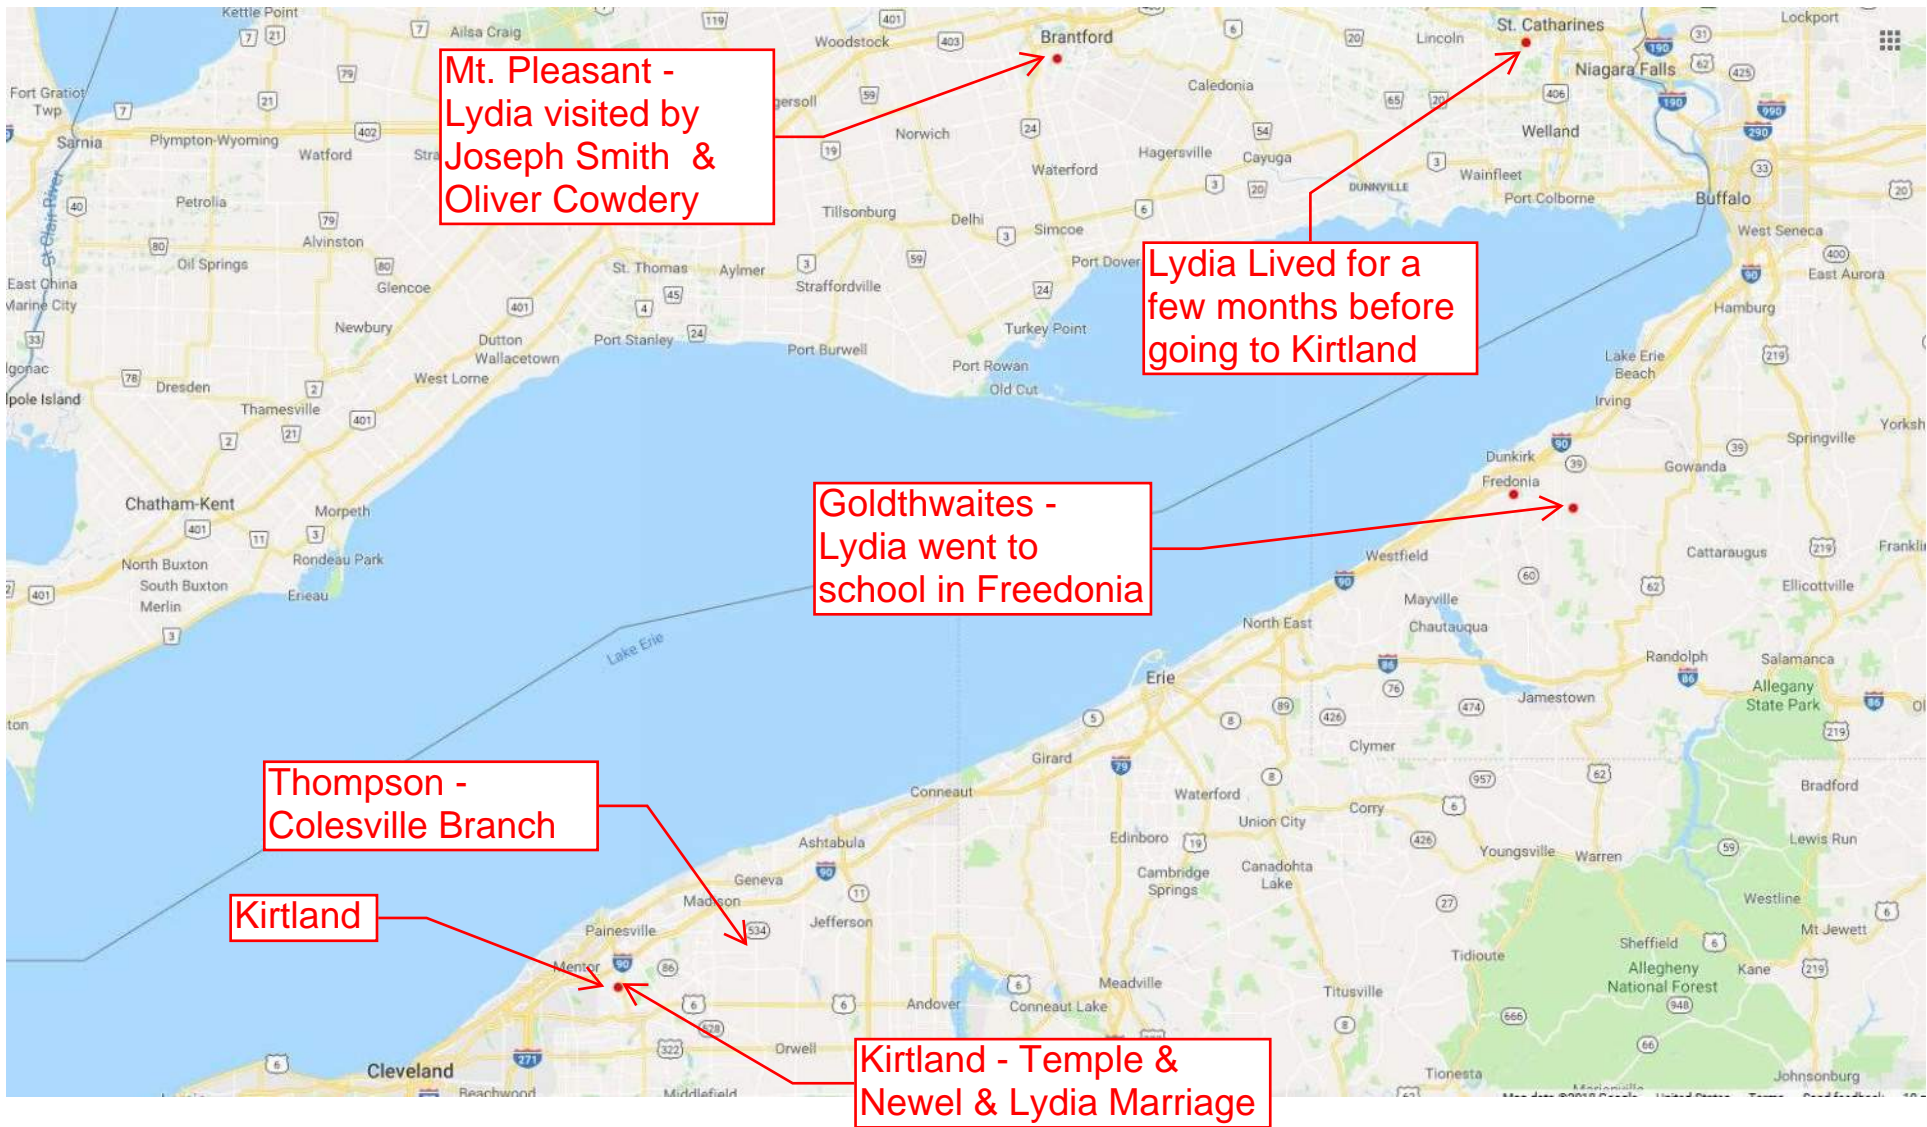 Kettle Point
Ailsa Craig
Woodstock
Brantford
Lincoln
St. Catharines
Lockport
Niagara Falls
Mt. Pleasant -
Lydia visited by
Joseph Smith &
Oliver Cowdery
Fort Gratiot
Twp
Sarnia
Plympton-Wyoming
Watford
Norwich
Caledonia
Welland
Hagersville
Cayuga
Waterford
DUNNVILLE
Wainfleet
Port Colborne
Buffalo
St Clair River
Petrolia
Alvinston
Oil Springs
Tillsonburg
Delhi
Simcoe
Port Dover
West Seneca
East Aurora
Lydia Lived for a
few months before
going to Kirtland
East China
Marine City
Glencoe
St. Thomas
Aylmer
Straffordville
Hamburg
Newbury
Dutton
Wallacetown
Port Stanley
Port Burwell
Turkey Point
Port Rowan
Old Cut
Lake Erie
Beach
Irving
Dresden
West Lorne
Thamesville
Springville
Gowanda
Dunkirk
Fredonia
Chatham-Kent
Morpeth
Goldthwaites -
Lydia went to
school in Freedonia
North Buxton
South Buxton
Merlin
Rondeau Park
Erieau
Westfield
Cattaraugus
Ellicottville
Mayville
Chautauqua
North East
Lake Erie
Erie
Randolph
Salamanca
Allegany
State Park
Jamestown
Clymer
Girard
Thompson -
Colesville Branch
Conneaut
Waterford
Corry
Bradford
Union City
Ashtabula
Edinboro
Youngsville
Warren
Lewis Run
Cambridge
Springs
Canadohta
Lake
Geneva
Madison
Jefferson
Westline
Mt Jewett
Kirtland
Painesville
Mentor
Tidioute
Sheffield
Allegheny
National Forest
Kane
Andover
Conneaut Lake
Meadville
Titusville
Cleveland
Orwell
Kirtland - Temple &
Newel & Lydia Marriage
Tionesta
Johnsonburg
Beachwood
Middlefield